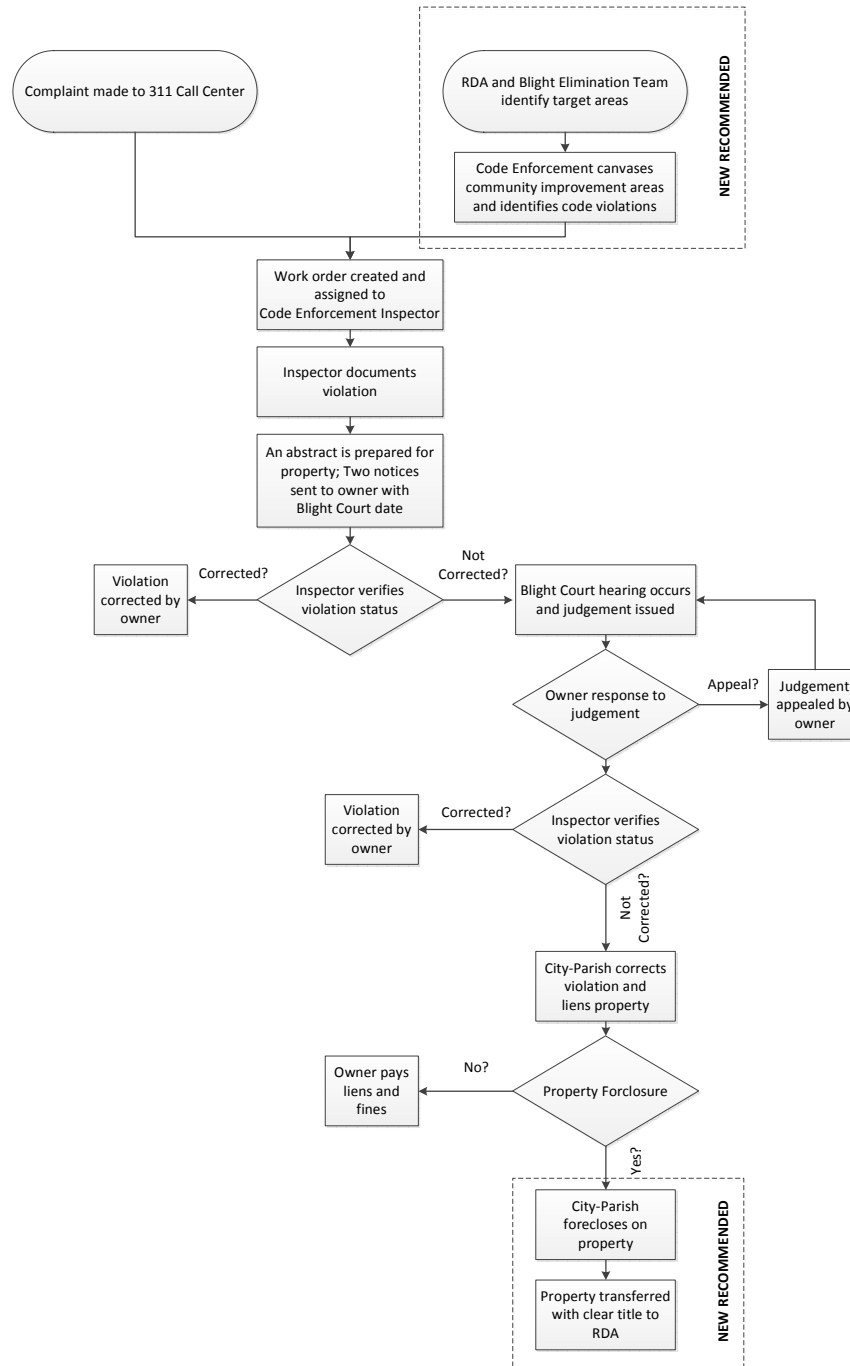 Complaint made to 311 Call Center
RDA and Blight Elimination Team
identify target areas
NEW RECOMMENDED
Code Enforcement canvases
community improvement areas
and identifies code violations
Work order created and
assigned to
Code Enforcement Inspector
Inspector documents
violation
An abstract is prepared for
property; Two notices
sent to owner with
Blight Court date
Violation
corrected by
owner
Corrected?
Inspector verifies
violation status
Not
Corrected?
Blight Court hearing occurs
and judgement issued
Owner response to
judgement
Appeal?
Judgement
appealed by
owner
Violation
corrected by
owner
Corrected?
Inspector verifies
violation status
Not
Corrected?
City-Parish corrects
violation and
liens property
Owner pays
liens and
fines
No?
Property Forclosure
Yes?
City-Parish
forecloses on
property
Property transferred
with clear title to
RDA
NEW RECOMMENDED